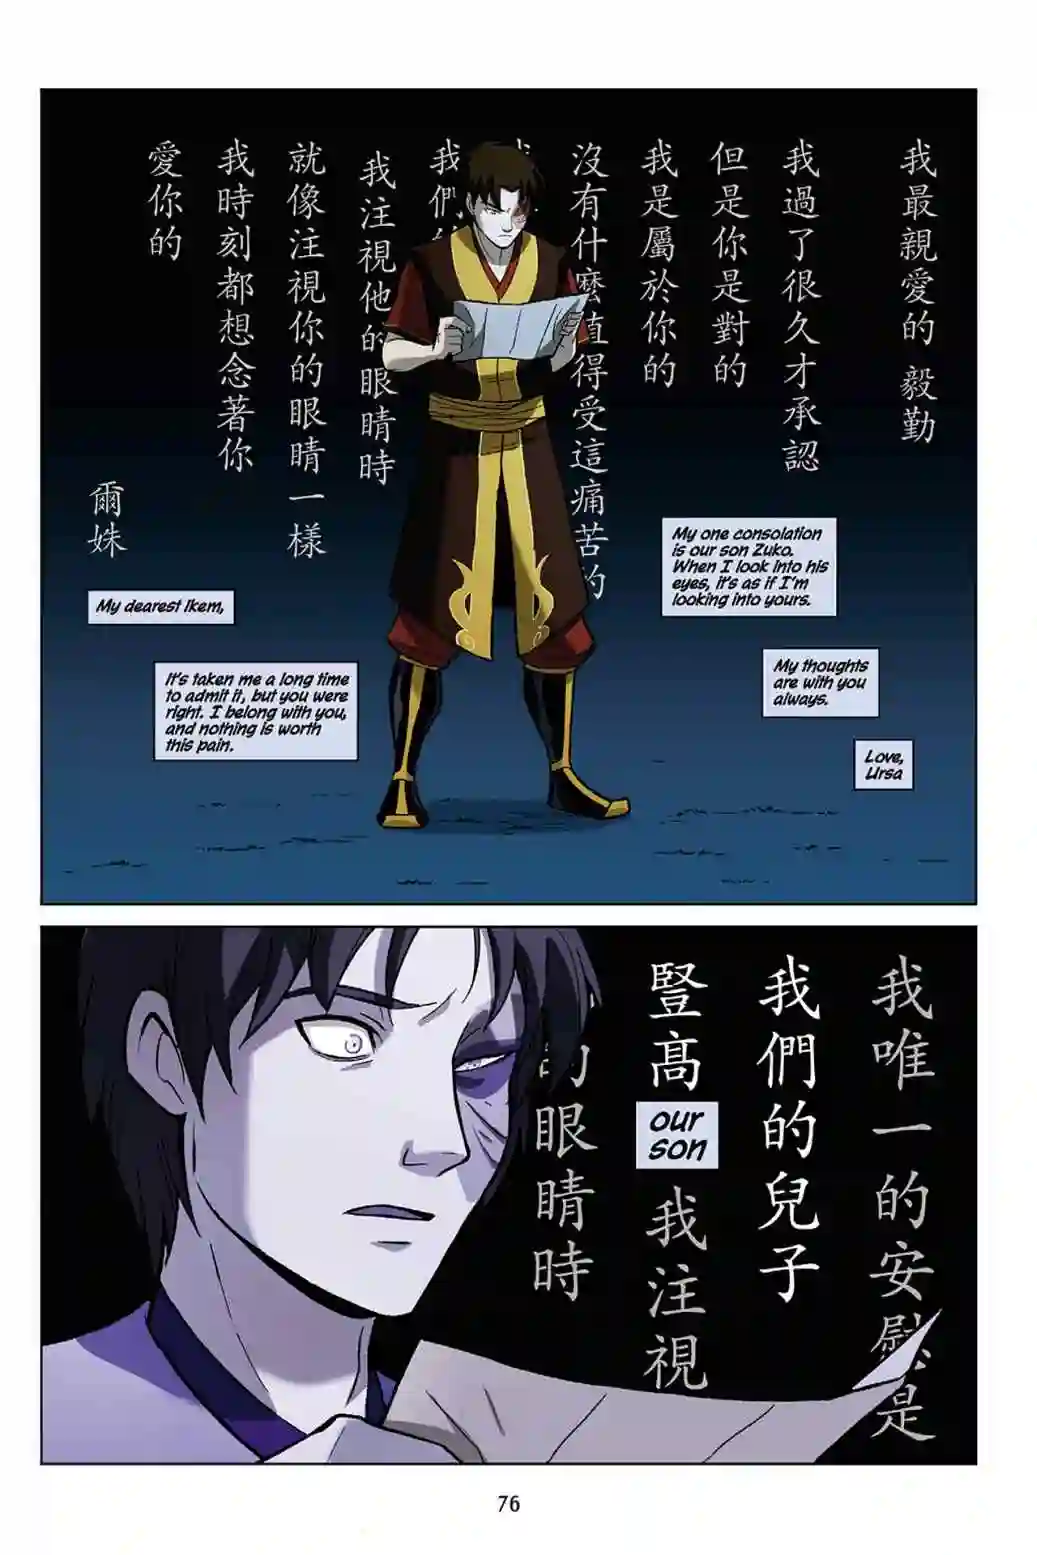 我最親愛的 毅勤
我過了很久才承認
但是你是對的
我是屬於你的
沒有什麼值得受這痛苦的
我
我們
我注視他的眼睛時
就像注視你的眼睛一樣
我時刻都想念著你
愛你的
爾姝
My dearest Ikem,
It's taken me a long time
to admit it, but you were
right. I belong with you,
and nothing is worth
this pain.
My one consolation
is our son Zuko.
When I look into his
eyes, it's as if I'm
looking into yours.
My thoughts
are with you
always.
Love,
Ursa
我唯一的安慰是
我們的兒子
豎高
our
son
我注視
的眼睛時
76